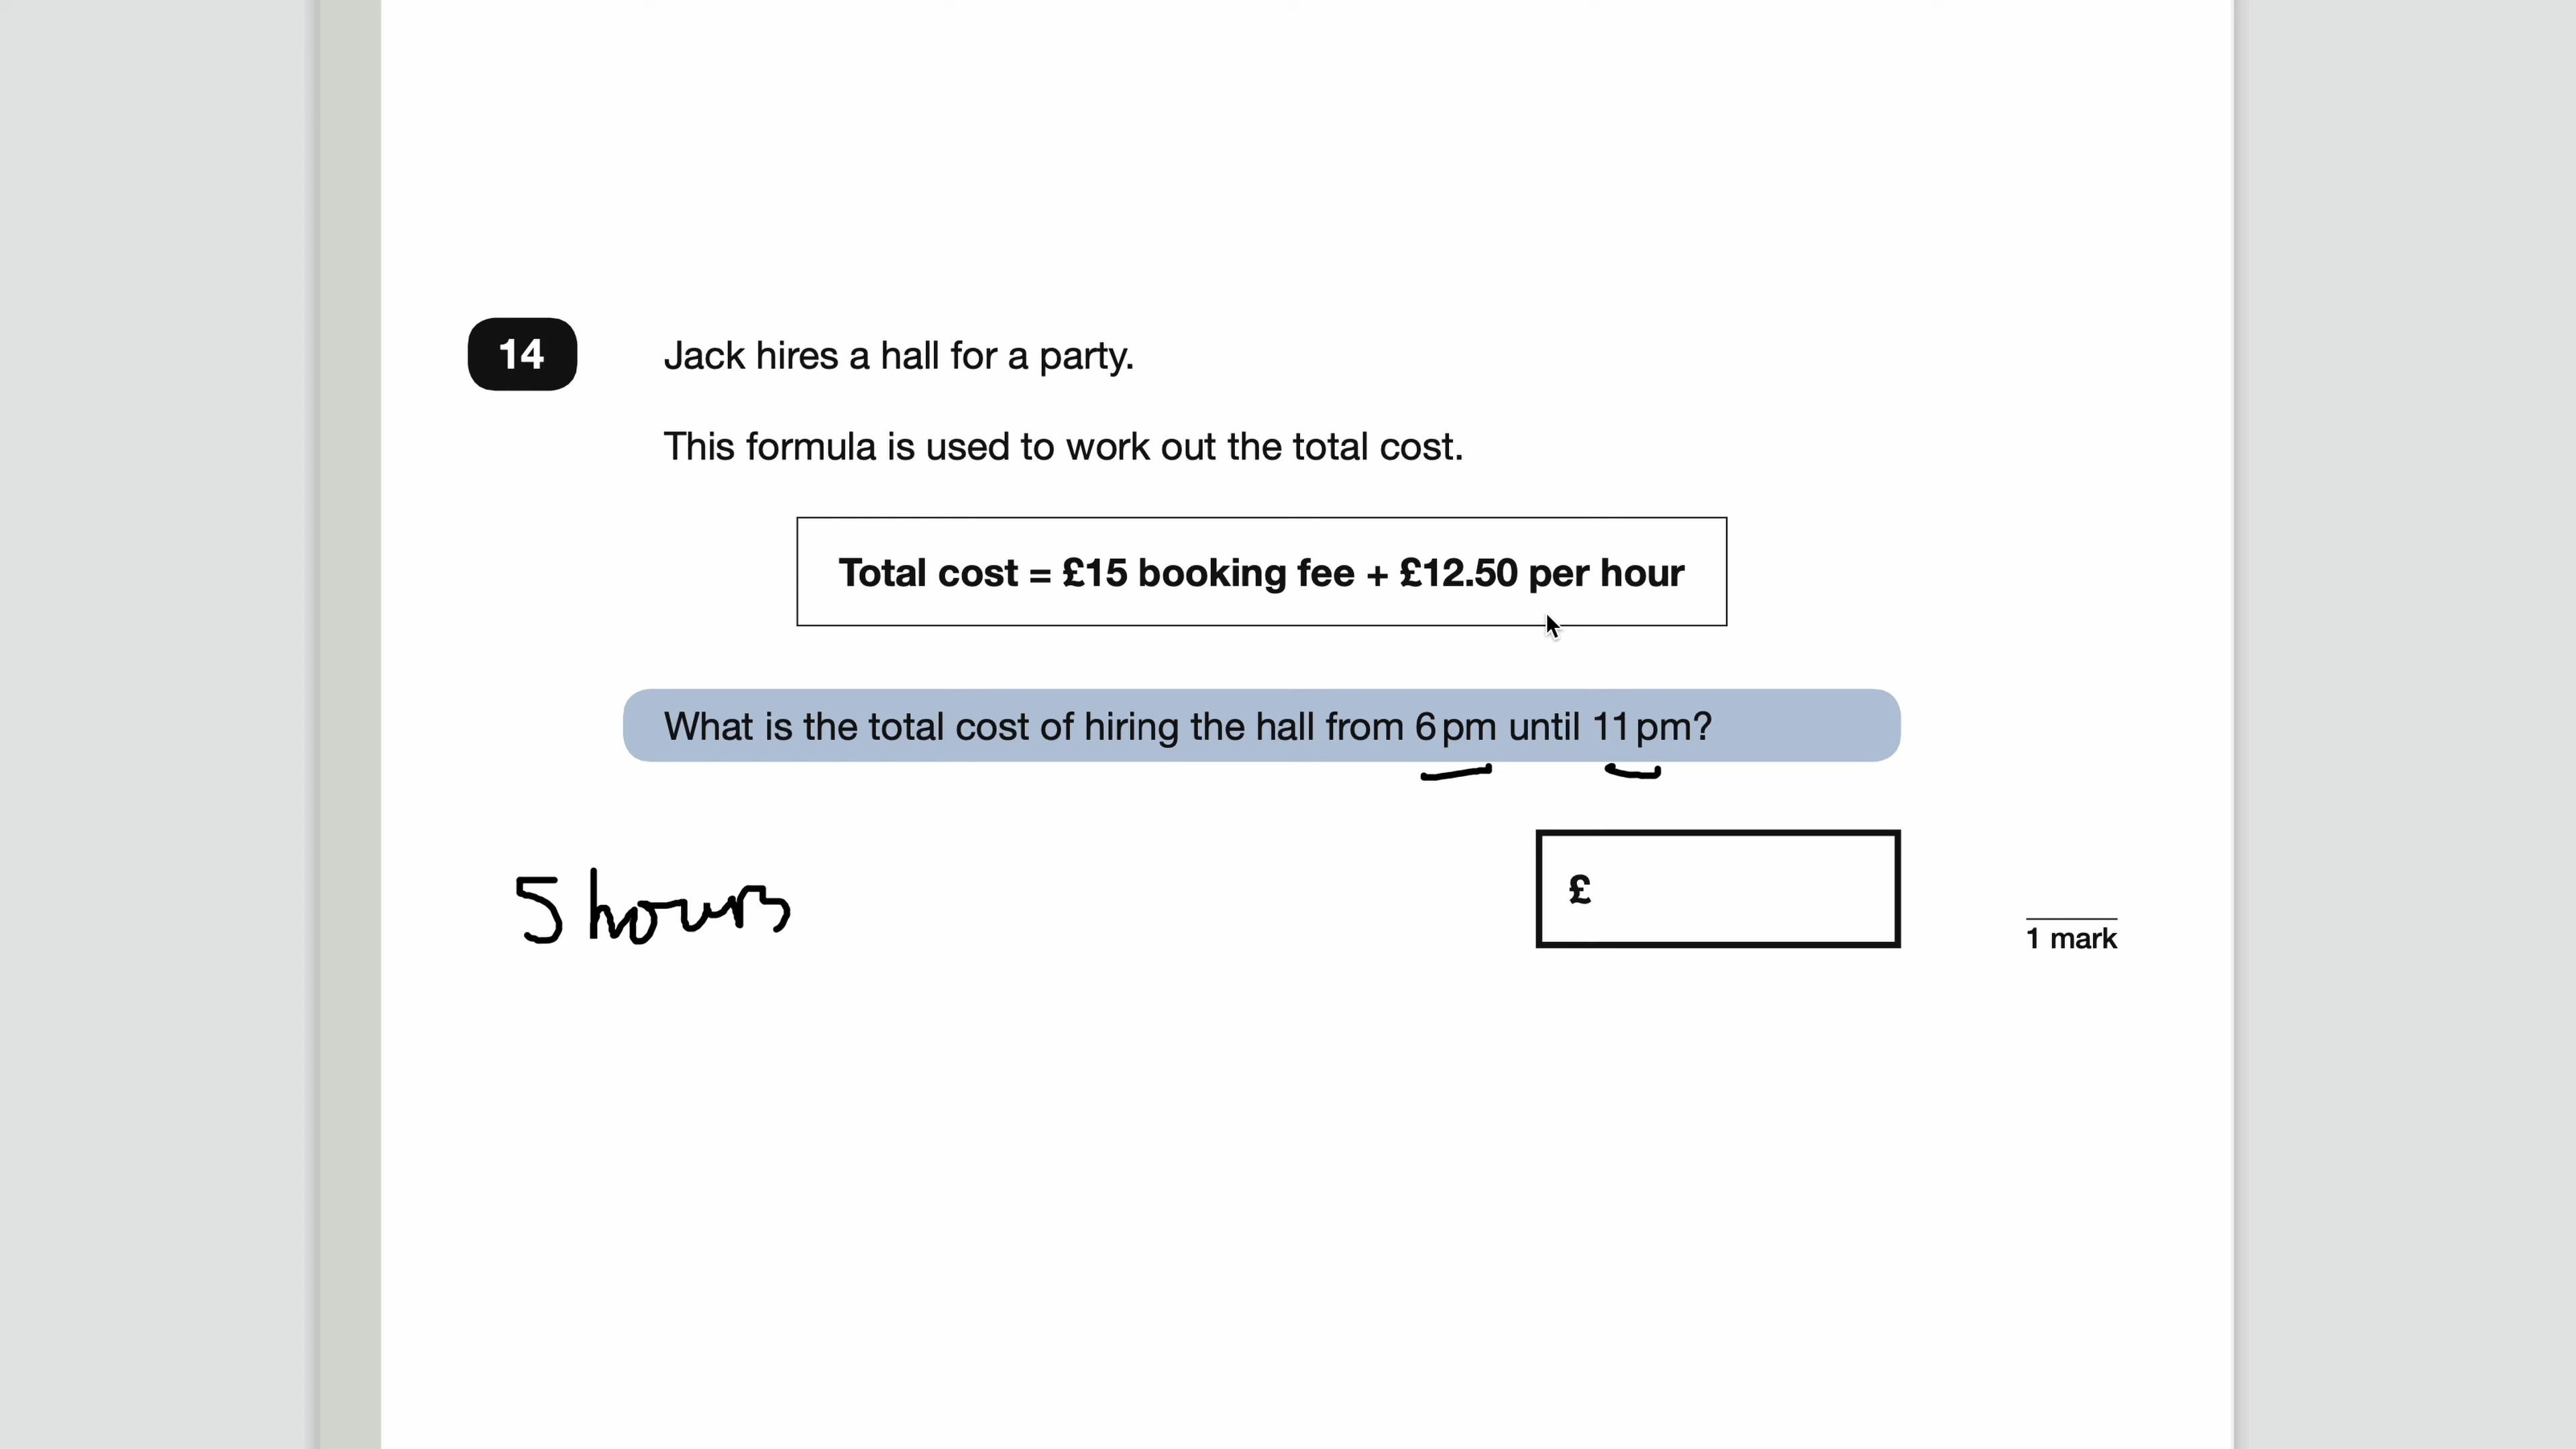 14
Jack hires a hall for a party.
This formula is used to work out the total cost.
Total cost = £15 booking fee + £12.50 per hour
What is the total cost of hiring the hall from 6 pm until 11 pm?
5 hours
£
1 mark